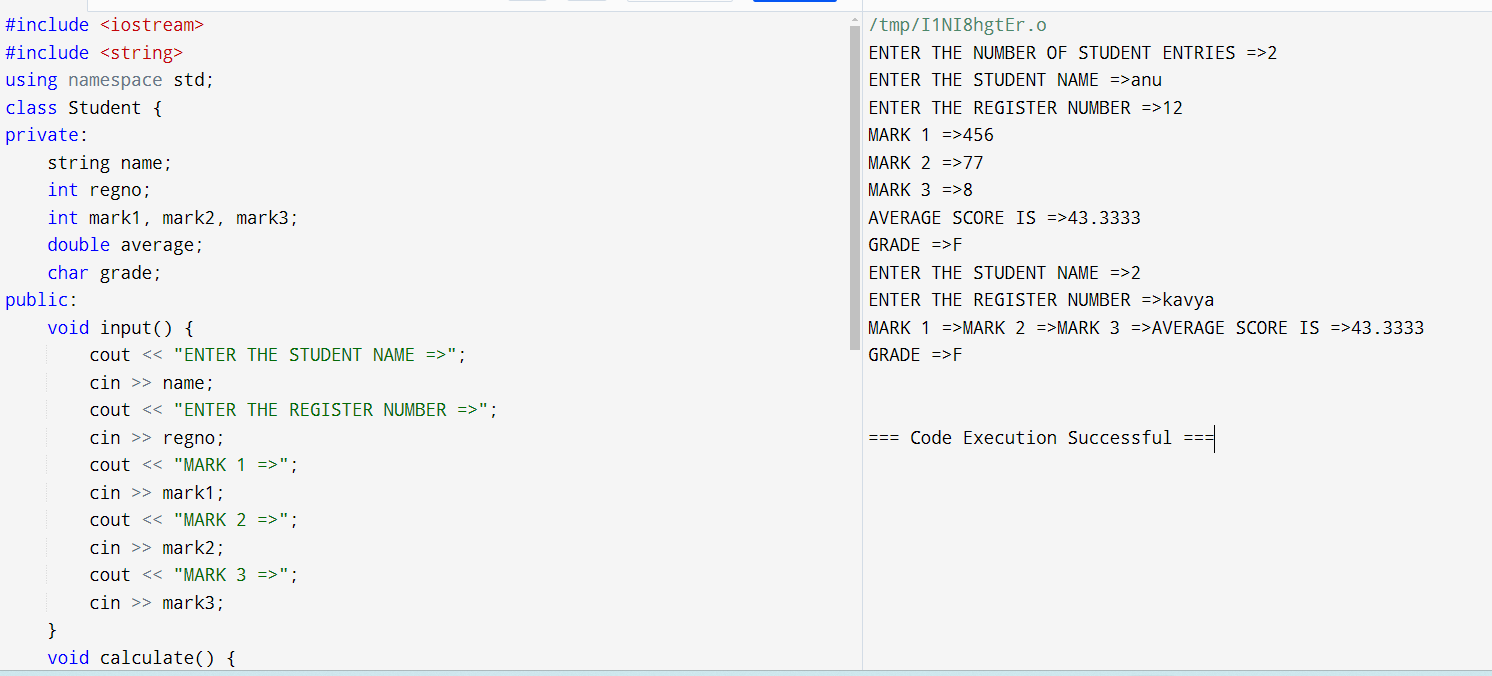 #include <iostream>
#include <string>
using namespace std;
class Student {
private:
    string name;
    int regno;
    int mark1, mark2, mark3;
    double average;
    char grade;
public:
    void input() {
        cout << "ENTER THE STUDENT NAME =>";
        cin >> name;
        cout << "ENTER THE REGISTER NUMBER =>";
        cin >> regno;
        cout << "MARK 1 =>";
        cin >> mark1;
        cout << "MARK 2 =>";
        cin >> mark2;
        cout << "MARK 3 =>";
        cin >> mark3;
    }
    void calculate() {
/tmp/I1NI8hgtEr.o
ENTER THE NUMBER OF STUDENT ENTRIES =>2
ENTER THE STUDENT NAME =>anu
ENTER THE REGISTER NUMBER =>12
MARK 1 =>456
MARK 2 =>77
MARK 3 =>8
AVERAGE SCORE IS =>43.3333
GRADE =>F
ENTER THE STUDENT NAME =>2
ENTER THE REGISTER NUMBER =>kavya
MARK 1 =>MARK 2 =>MARK 3 =>AVERAGE SCORE IS =>43.3333
GRADE =>F
=== Code Execution Successful ===